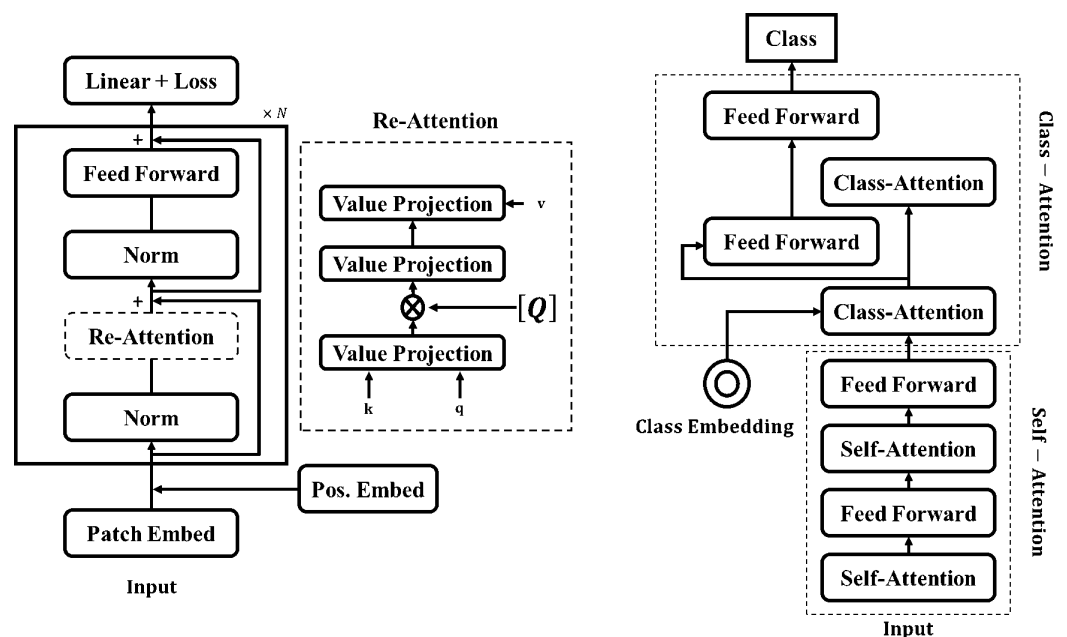 Linear + Loss
× N
+
Feed Forward
Norm
+
Re-Attention
Norm
Pos. Embed
Patch Embed
Input
Re-Attention
Value Projection
v
Value Projection
[Q]
Value Projection
k
q
Class
Feed Forward
Class-Attention
Feed Forward
Class-Attention
Class – Attention
Class Embedding
Feed Forward
Self-Attention
Feed Forward
Self-Attention
Self – Attention
Input